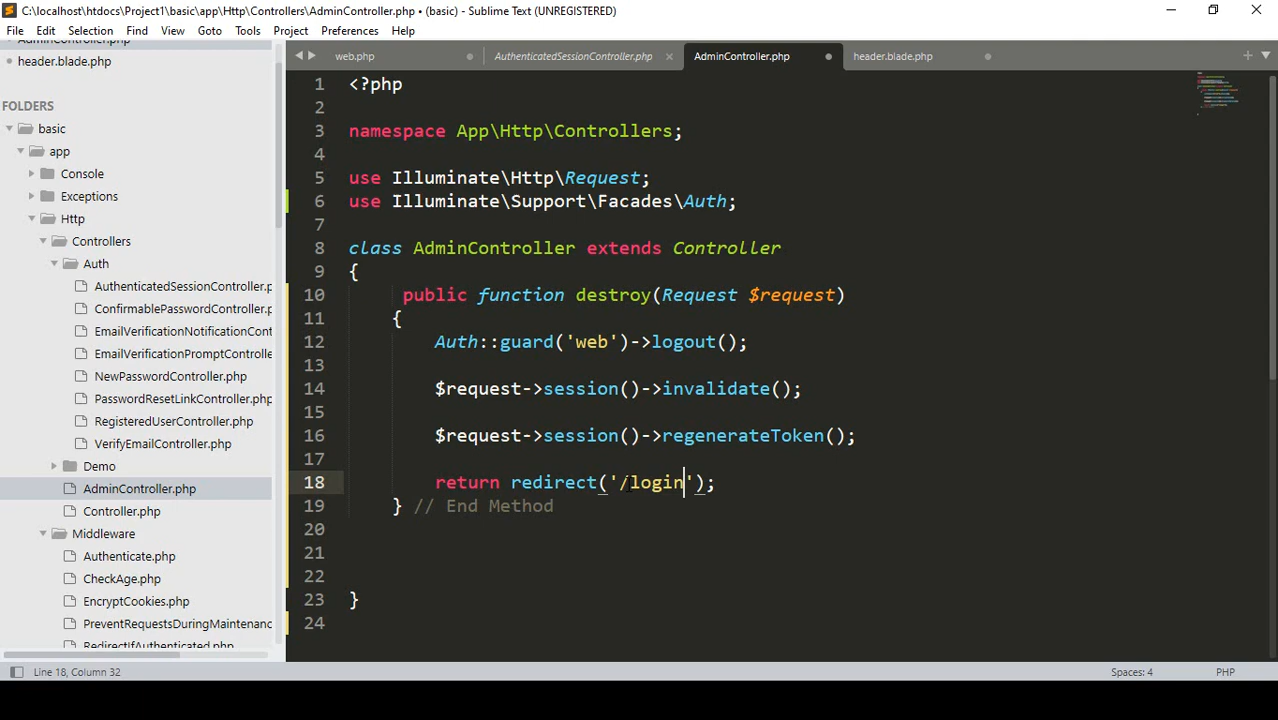 C:\localhost\htdocs\Project1\basic\app\Http\Controllers\AdminController.php • (basic) - Sublime Text (UNREGISTERED)
File Edit Selection Find View Goto Tools Project Preferences Help
AdminController.php
header.blade.php
FOLDERS
basic
app
Console
Exceptions
Http
Controllers
Auth
AuthenticatedSessionController.p
ConfirmablePasswordController.
EmailVerificationNotificationCont
EmailVerificationPromptControlle
NewPasswordController.php
PasswordResetLinkController.php
RegisteredUserController.php
VerifyEmailController.php
Demo
AdminController.php
Controller.php
Middleware
Authenticate.php
CheckAge.php
EncryptCookies.php
PreventRequestsDuringMaintenanc
RedirectIfAuthenticated.php
web.php AuthenticatedSessionController.php AdminController.php header.blade.php
1 <?php
2
3 namespace App\Http\Controllers;
4
5 use Illuminate\Http\Request;
6 use Illuminate\Support\Facades\Auth;
7
8 class AdminController extends Controller
9 {
10 public function destroy(Request $request)
11 {
12 Auth::guard('web')->logout();
13
14 $request->session()->invalidate();
15
16 $request->session()->regenerateToken();
17
18 return redirect('/login');
19 } // End Method
20
21
22
23 }
24
Line 18, Column 32 Spaces: 4 PHP